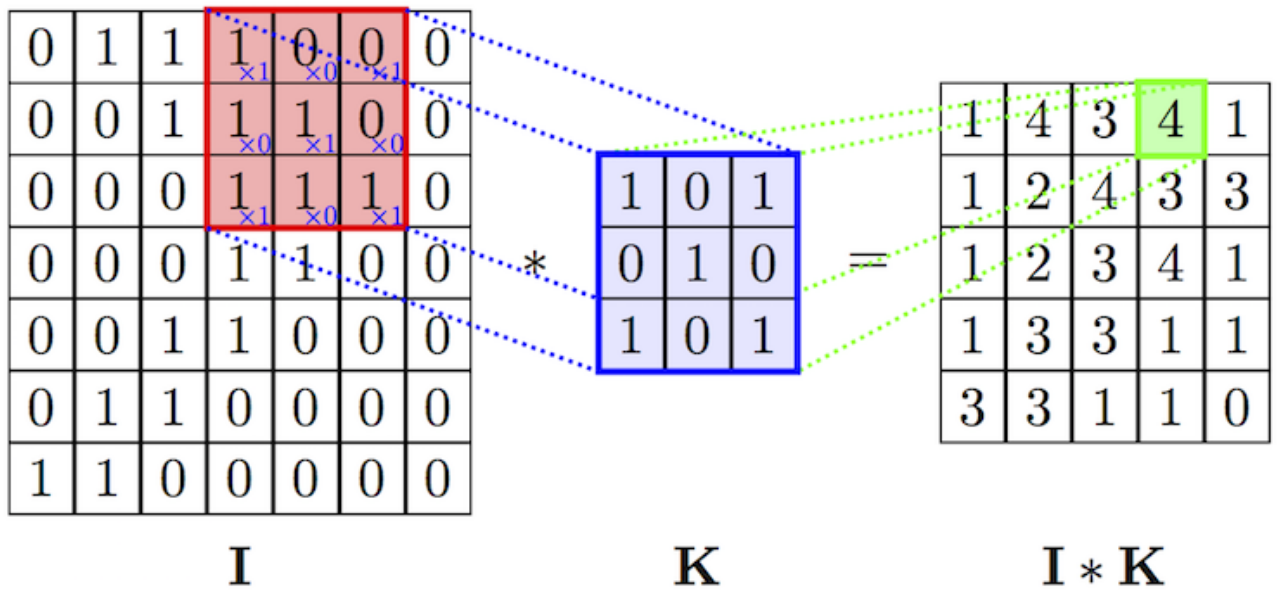 0 1 1 1×1 0×0 0×1 0
0 0 1 1×0 1×1 0×0 0
0 0 0 1×1 1×0 1×1 0
0 0 0 1 1 0 0
0 0 1 1 0 0 0
0 1 1 0 0 0 0
1 1 0 0 0 0 0
I
*
1 0 1
0 1 0
1 0 1
K
=
1 4 3 4 1
1 2 4 3 3
1 2 3 4 1
1 3 3 1 1
3 3 1 1 0
I * K